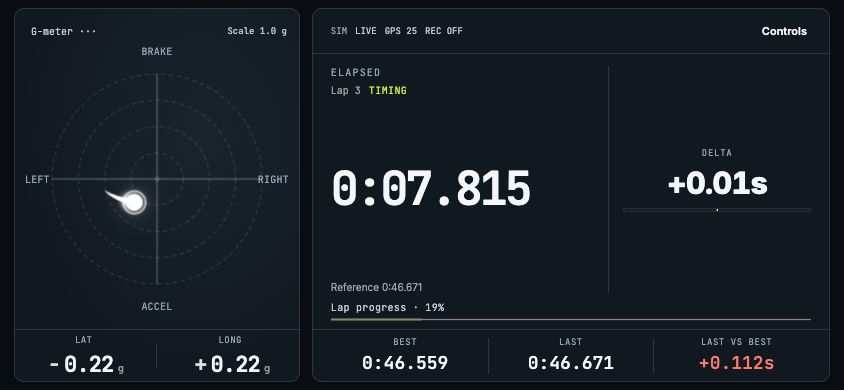 G-meter ···
Scale 1.0 g
BRAKE
LEFT
RIGHT
ACCEL
LAT
-0.22 g
LONG
+0.22 g
SIM LIVE GPS 25 REC OFF
Controls
ELAPSED
Lap 3 TIMING
0:07.815
DELTA
+0.01s
Reference 0:46.671
Lap progress · 19%
BEST
0:46.559
LAST
0:46.671
LAST VS BEST
+0.112s